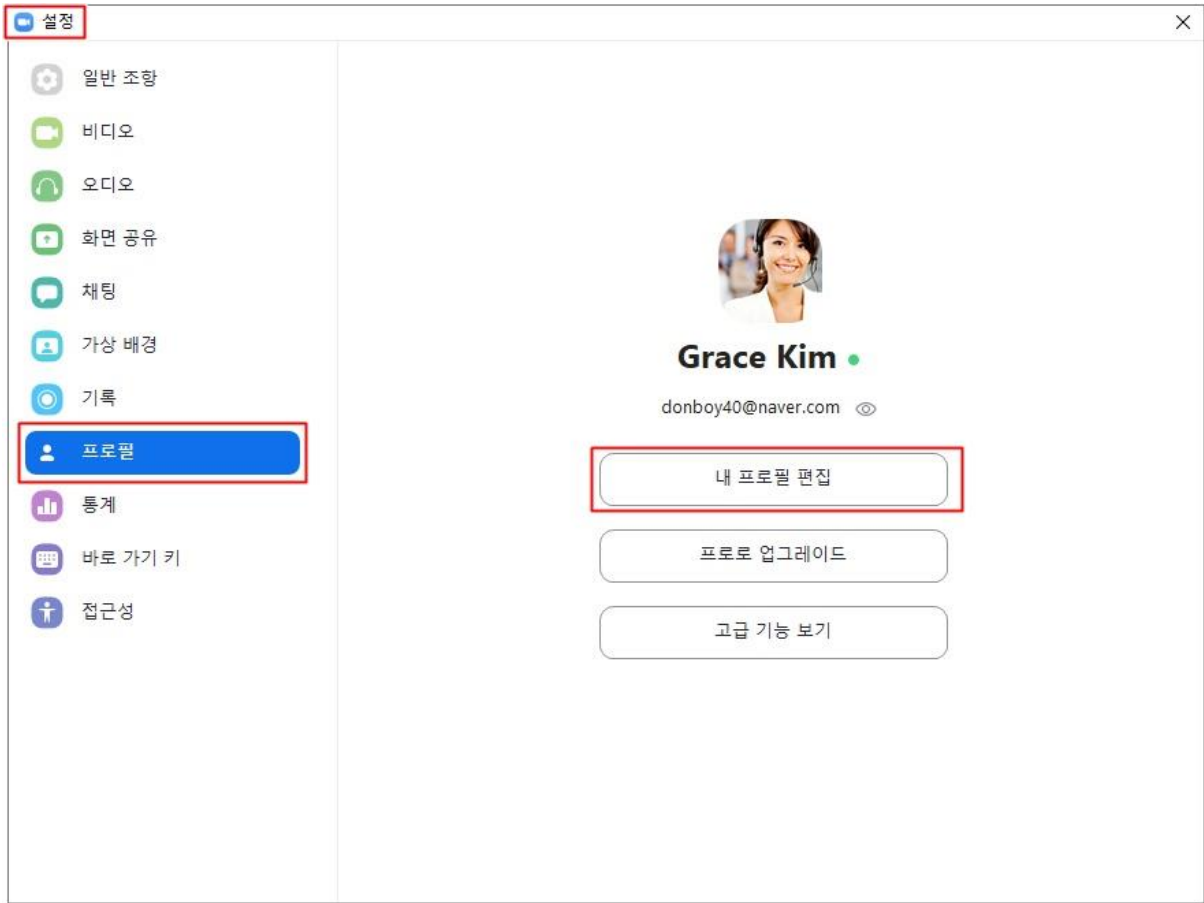 설정
일반 조항
비디오
오디오
화면 공유
채팅
가상 배경
기록
프로필
통계
바로 가기 키
접근성
Grace Kim
donboy40@naver.com
내 프로필 편집
프로로 업그레이드
고급 기능 보기